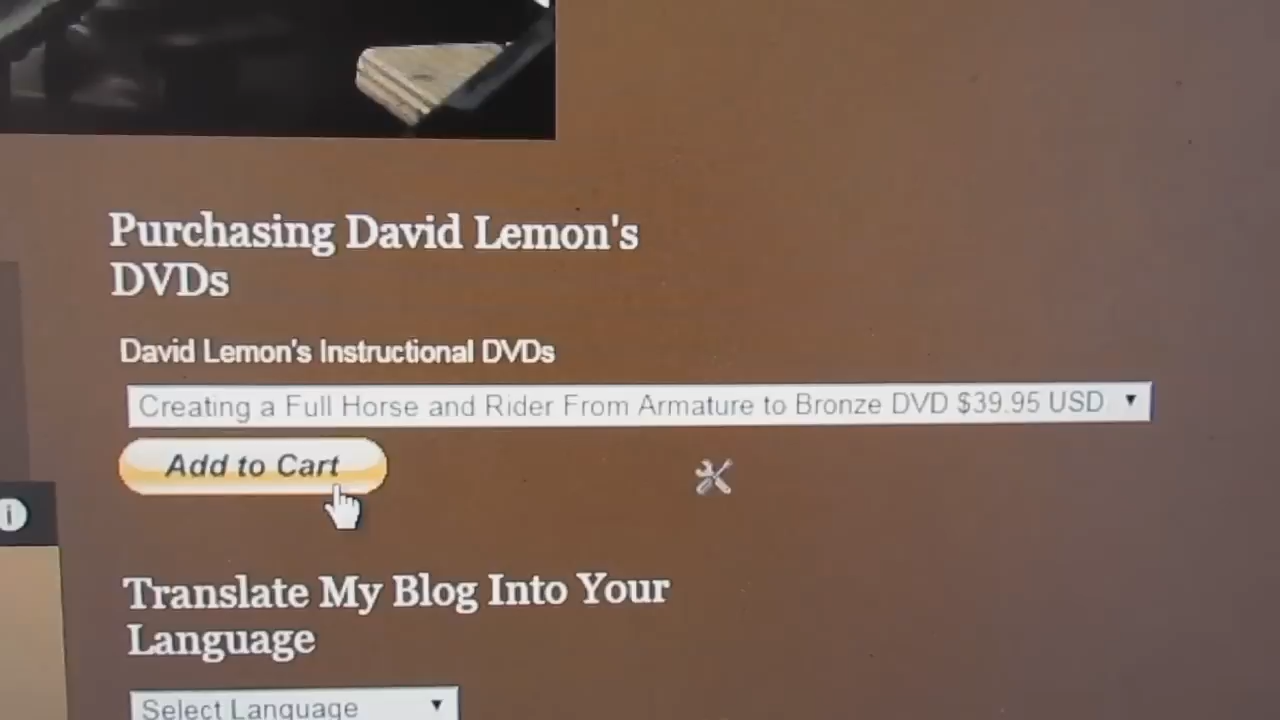 Purchasing David Lemon's
DVDs
David Lemon's Instructional DVDs
Creating a Full Horse and Rider From Armature to Bronze DVD $39.95 USD
Add to Cart
i
Translate My Blog Into Your
Language
Select Language